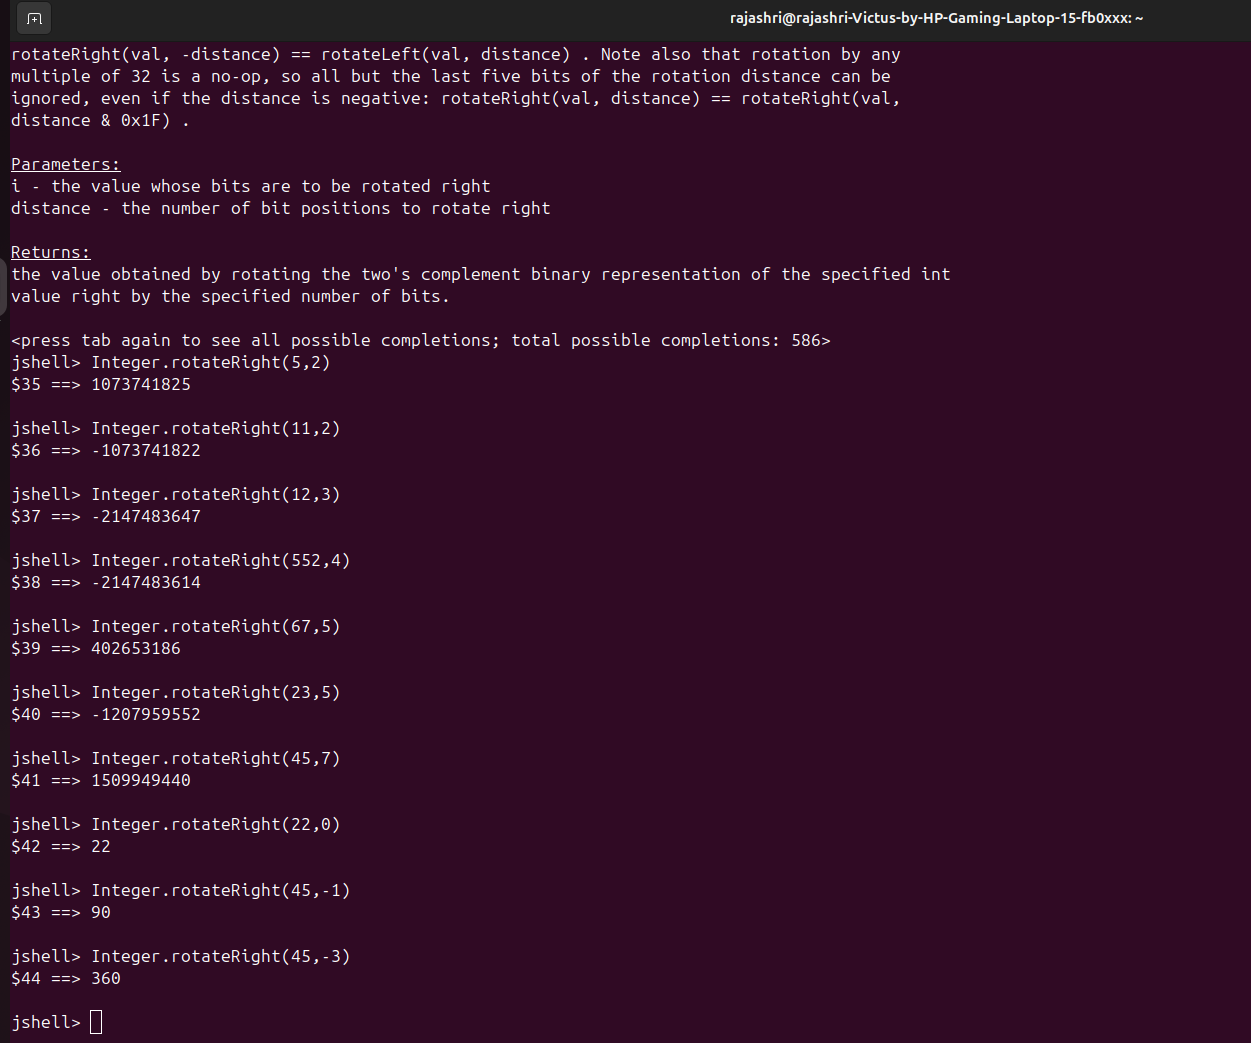 rajashri@rajashri-Victus-by-HP-Gaming-Laptop-15-fb0xxx: ~
rotateRight(val, -distance) == rotateLeft(val, distance) . Note also that rotation by any
multiple of 32 is a no-op, so all but the last five bits of the rotation distance can be
ignored, even if the distance is negative: rotateRight(val, distance) == rotateRight(val,
distance & 0x1F) .
Parameters:
i - the value whose bits are to be rotated right
distance - the number of bit positions to rotate right
Returns:
the value obtained by rotating the two's complement binary representation of the specified int
value right by the specified number of bits.
<press tab again to see all possible completions; total possible completions: 586>
jshell> Integer.rotateRight(5,2)
$35 ==> 1073741825
jshell> Integer.rotateRight(11,2)
$36 ==> -1073741822
jshell> Integer.rotateRight(12,3)
$37 ==> -2147483647
jshell> Integer.rotateRight(552,4)
$38 ==> -2147483614
jshell> Integer.rotateRight(67,5)
$39 ==> 402653186
jshell> Integer.rotateRight(23,5)
$40 ==> -1207959552
jshell> Integer.rotateRight(45,7)
$41 ==> 1509949440
jshell> Integer.rotateRight(22,0)
$42 ==> 22
jshell> Integer.rotateRight(45,-1)
$43 ==> 90
jshell> Integer.rotateRight(45,-3)
$44 ==> 360
jshell>